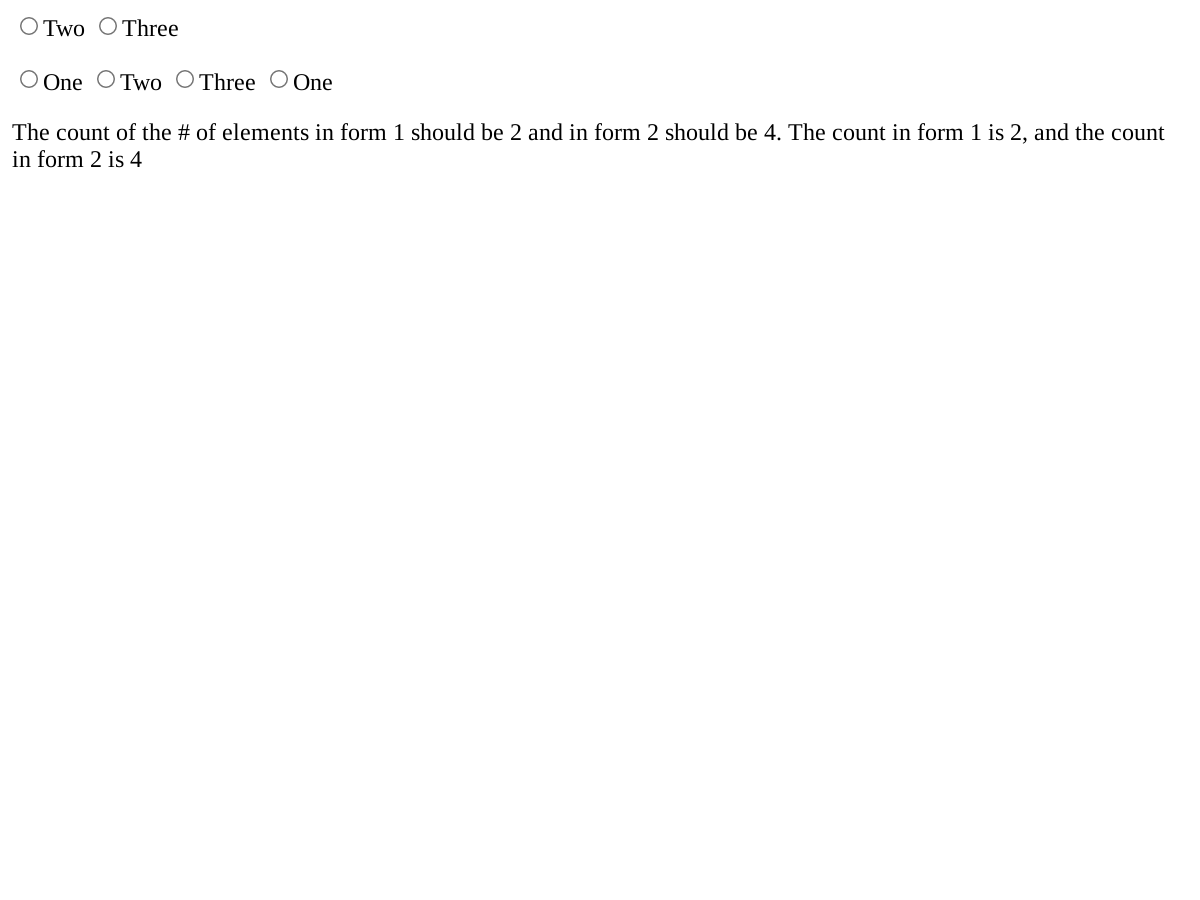 Two Three
One Two Three One
The count of the # of elements in form 1 should be 2 and in form 2 should be 4. The count in form 1 is 2, and the count
in form 2 is 4